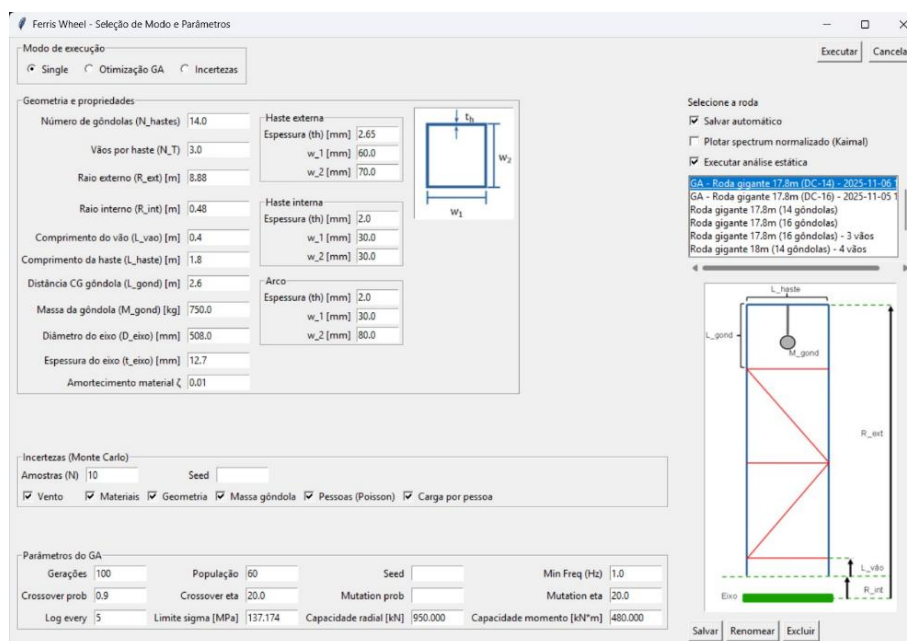 Ferris Wheel - Seleção de Modo e Parâmetros
Modo de execução
Single Otimização GA Incertezas
Executar Cancela
Geometria e propriedades
Número de gôndolas (N_hastes) 14.0
Vãos por haste (N_T) 3.0
Raio externo (R_ext) [m] 8.88
Raio interno (R_int) [m] 0.48
Comprimento do vão (L_vao) [m] 0.4
Comprimento da haste (L_haste) [m] 1.8
Distância CG gôndola (L_gond) [m] 2.6
Massa da gôndola (M_gond) [kg] 750.0
Diâmetro do eixo (D_eixo) [mm] 508.0
Espessura do eixo (t_eixo) [mm] 12.7
Amortecimento material ζ 0.01
Haste externa
Espessura (th) [mm] 2.65
w_1 [mm] 60.0
w_2 [mm] 70.0
Haste interna
Espessura (th) [mm] 2.0
w_1 [mm] 30.0
w_2 [mm] 30.0
Arco
Espessura (th) [mm] 2.0
w_1 [mm] 30.0
w_2 [mm] 80.0
th
w2
w1
Selecione a roda
Salvar automático
Plotar spectrum normalizado (Kaimal)
Executar análise estática
GA - Roda gigante 17.8m (DC-14) - 2025-11-06 1
GA - Roda gigante 17.8m (DC-16) - 2025-11-05 1
Roda gigante 17.8m (14 gôndolas)
Roda gigante 17.8m (16 gôndolas)
Roda gigante 17.8m (16 gôndolas) - 3 vãos
Roda gigante 18m (14 gôndolas) - 4 vãos
L_haste
L_gond
M_gond
R_ext
L_vão
R_int
Eixo
Salvar Renomear Excluir
Incertezas (Monte Carlo)
Amostras (N) 10 Seed
Vento Materiais Geometria Massa gôndola Pessoas (Poisson) Carga por pessoa
Parâmetros do GA
Gerações 100 População 60 Seed Min Freq (Hz) 1.0
Crossover prob 0.9 Crossover eta 20.0 Mutation prob Mutation eta 20.0
Log every 5 Limite sigma [MPa] 137.174 Capacidade radial [kN] 950.000 Capacidade momento [kN*m] 480.000